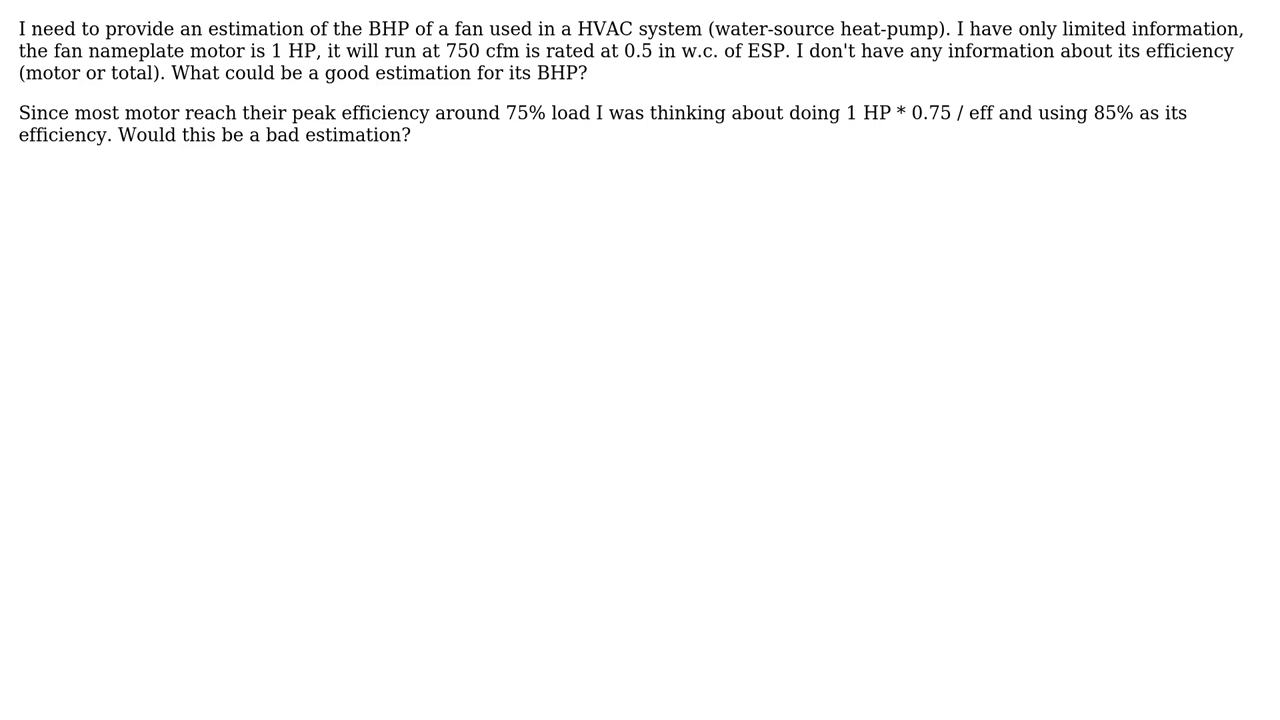 I need to provide an estimation of the BHP of a fan used in a HVAC system (water-source heat-pump). I have only limited information,
the fan nameplate motor is 1 HP, it will run at 750 cfm is rated at 0.5 in w.c. of ESP. I don't have any information about its efficiency
(motor or total). What could be a good estimation for its BHP?
Since most motor reach their peak efficiency around 75% load I was thinking about doing 1 HP * 0.75 / eff and using 85% as its
efficiency. Would this be a bad estimation?